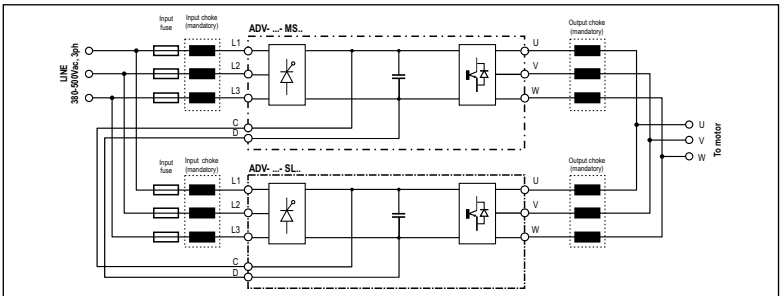 Input
fuse
Input choke
(mandatory)
ADV- ...- MS..
Output choke
(mandatory)
LINE
380-500Vac, 3ph
L1
L2
L3
C
D
U
V
W
U
V
W
To motor
Input
fuse
Input choke
(mandatory)
ADV- ...- SL..
Output choke
(mandatory)
L1
L2
L3
C
D
U
V
W